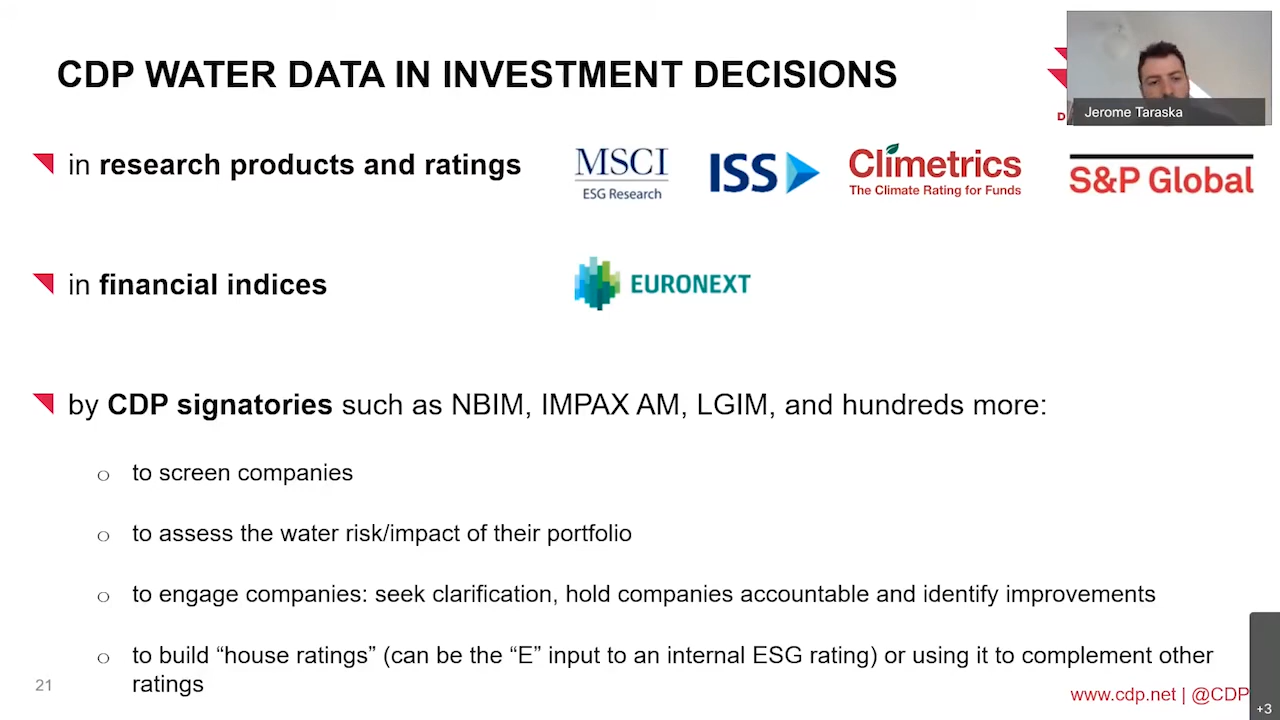 CDP WATER DATA IN INVESTMENT DECISIONS
D
Jerome Taraska
in research products and ratings
MSCI
ESG Research
ISS
Climetrics
The Climate Rating for Funds
S&P Global
in financial indices
EURONEXT
by CDP signatories such as NBIM, IMPAX AM, LGIM, and hundreds more:
to screen companies
to assess the water risk/impact of their portfolio
to engage companies: seek clarification, hold companies accountable and identify improvements
to build “house ratings” (can be the “E” input to an internal ESG rating) or using it to complement other
ratings
21
www.cdp.net | @CDP
+3